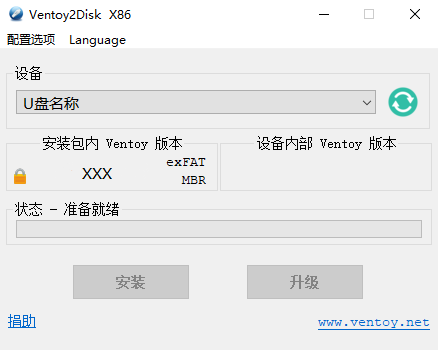 Ventoy2Disk X86
配置选项 Language
设备
U盘名称
安装包内 Ventoy 版本 设备内部 Ventoy 版本
XXX exFAT
MBR
状态 - 准备就绪
安装 升级
捐助 www.ventoy.net